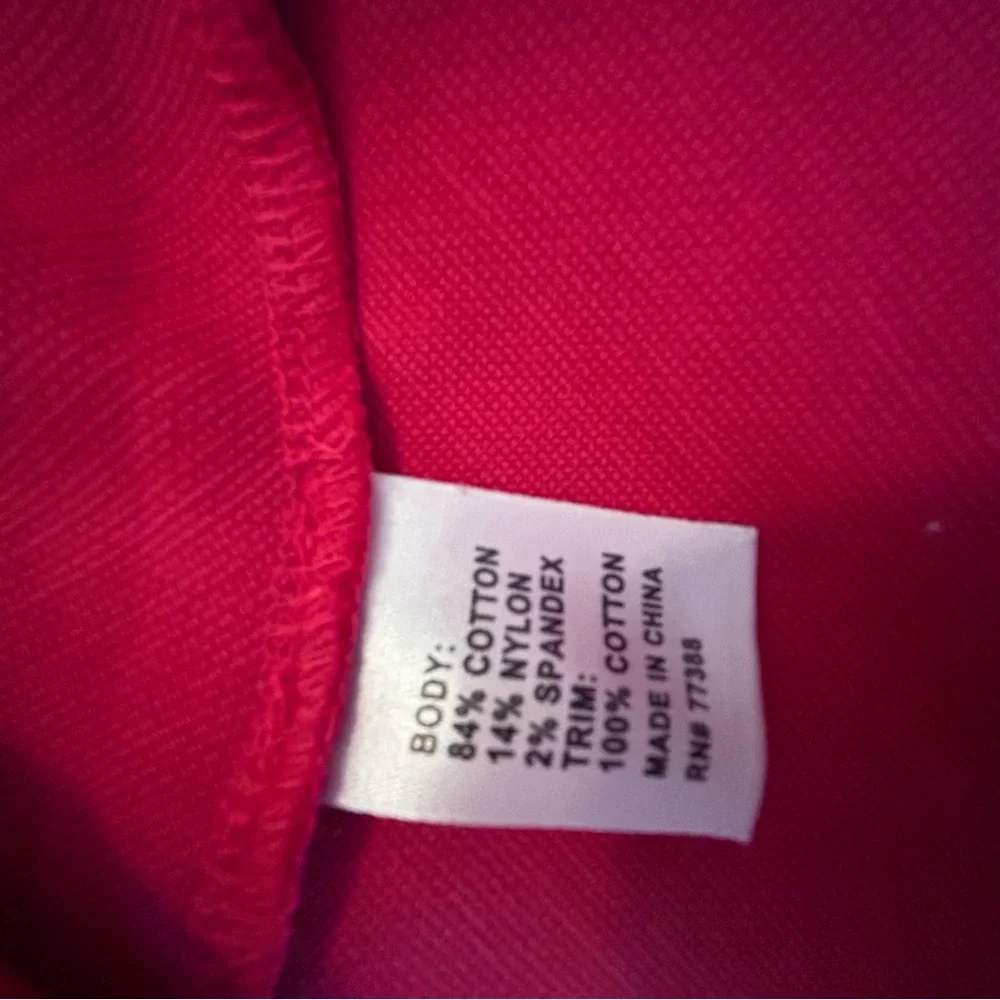 BODY:
84% COTTON
14% NYLON
2% SPANDEX
TRIM:
100% COTTON
MADE IN CHINA
RN# 77388